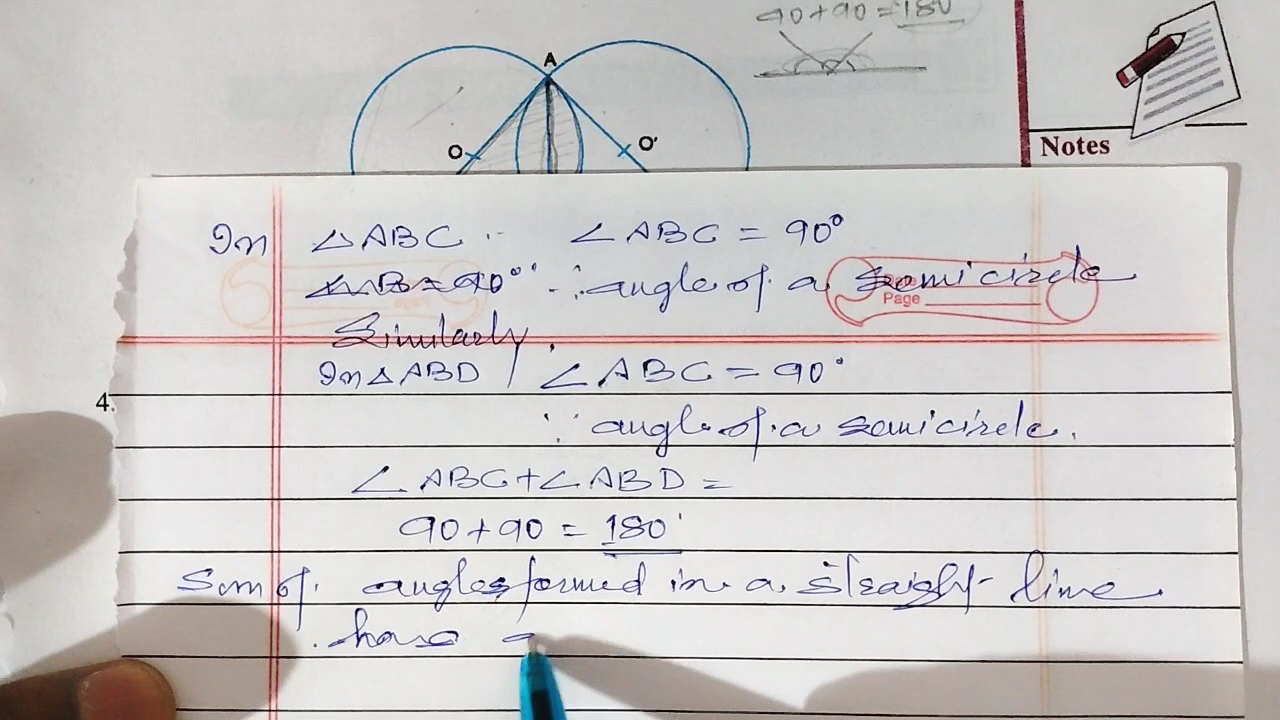 90+90=180
A
O O'
Notes
In △ABC ∠ABC = 90°
∠B=90° ∵ angle of a semicircle
Page
Similarly,
In △ABD ∠ABC = 90°
4.
∵ angle of a semicircle.
∠ABC+∠ABD =
90+90 = 180°
Sum of angles formed in a straight line
have